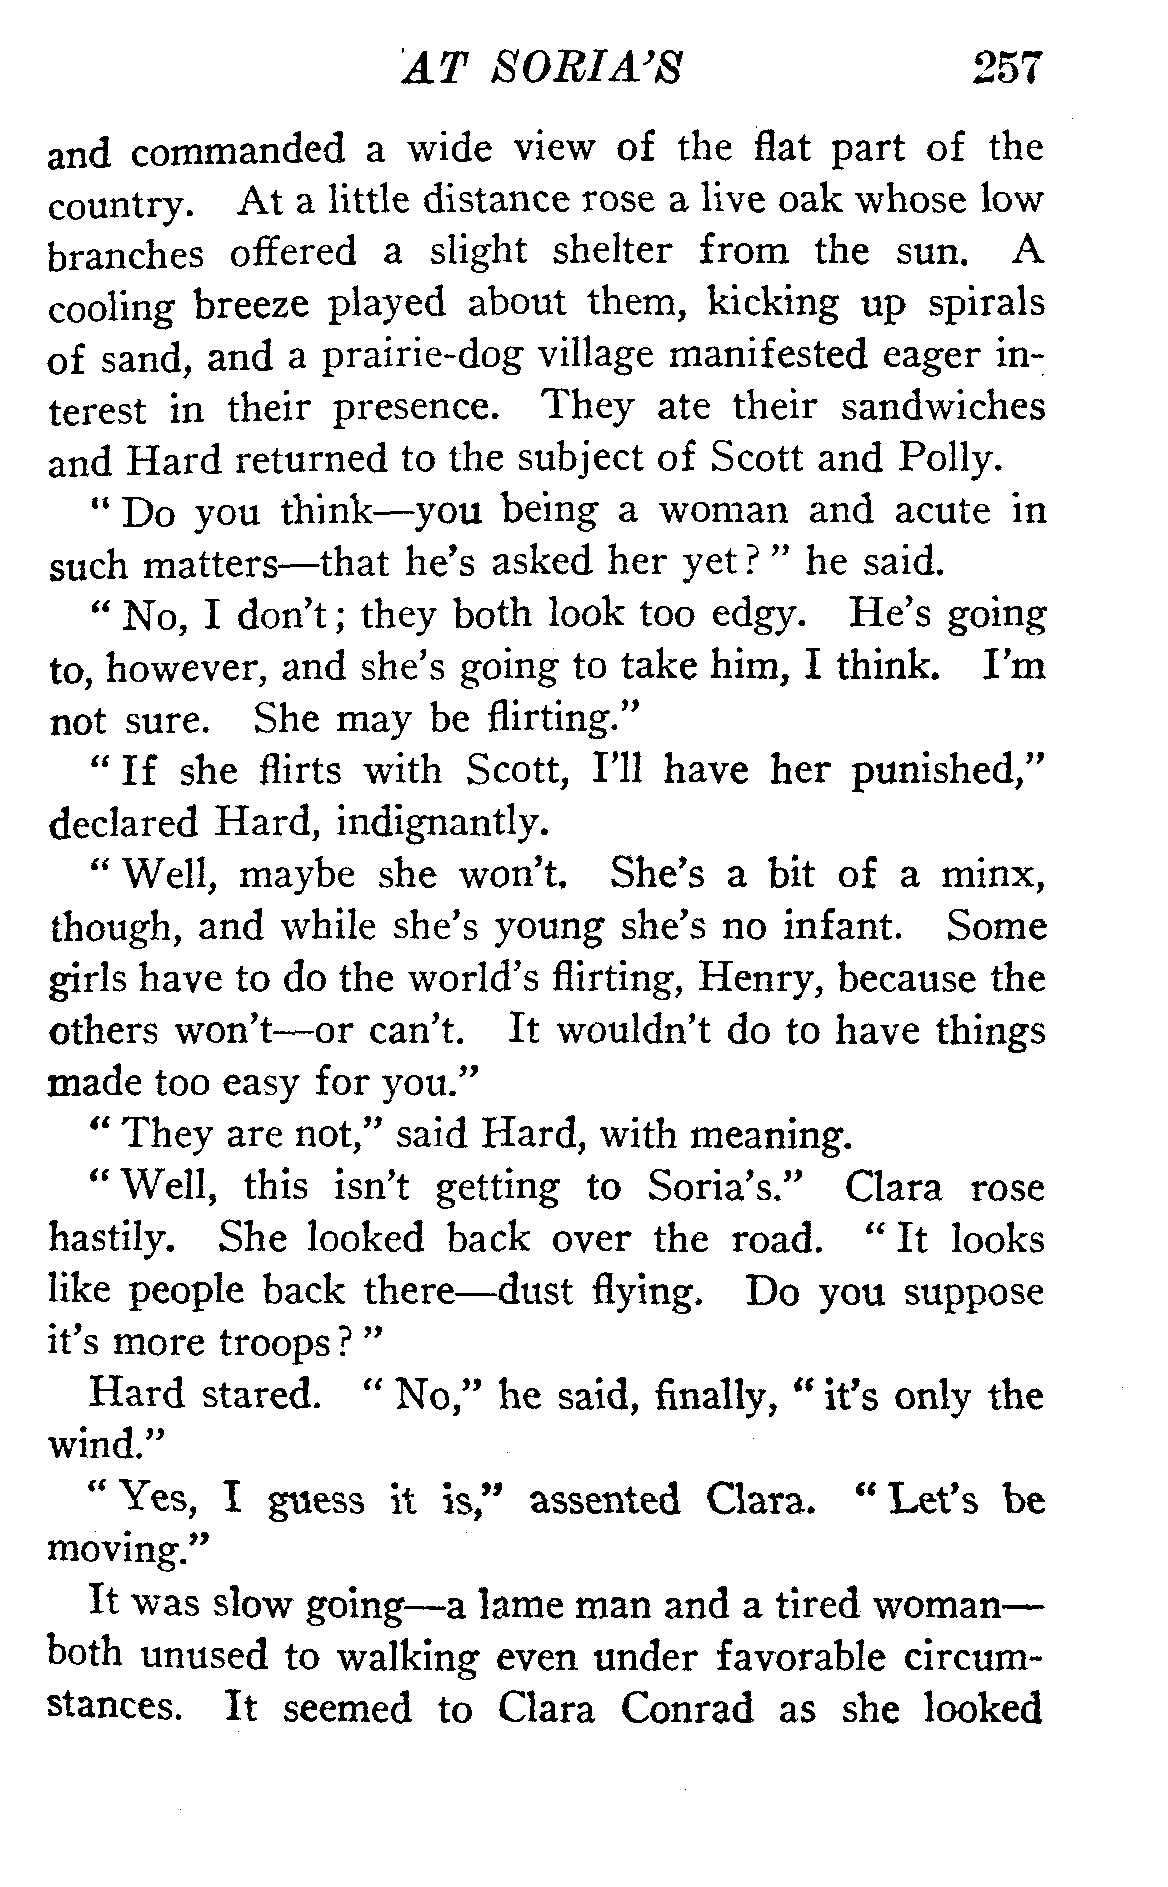 AT SORIA'S 257
and commanded a wide view of the flat part of the
country. At a little distance rose a live oak whose low
branches offered a slight shelter from the sun. A
cooling breeze played about them, kicking up spirals
of sand, and a prairie-dog village manifested eager in-
terest in their presence. They ate their sandwiches
and Hard returned to the subject of Scott and Polly.
“ Do you think—you being a woman and acute in
such matters—that he’s asked her yet? ” he said.
“ No, I don’t; they both look too edgy. He’s going
to, however, and she’s going to take him, I think. I’m
not sure. She may be flirting.”
“ If she flirts with Scott, I’ll have her punished,”
declared Hard, indignantly.
“ Well, maybe she won’t. She’s a bit of a minx,
though, and while she’s young she’s no infant. Some
girls have to do the world’s flirting, Henry, because the
others won’t—or can’t. It wouldn’t do to have things
made too easy for you.”
“ They are not,” said Hard, with meaning.
“ Well, this isn’t getting to Soria’s.” Clara rose
hastily. She looked back over the road. “ It looks
like people back there—dust flying. Do you suppose
it’s more troops? ”
Hard stared. “ No,” he said, finally, “ it’s only the
wind.”
“ Yes, I guess it is,” assented Clara. “ Let’s be
moving.”
It was slow going—a lame man and a tired woman—
both unused to walking even under favorable circum-
stances. It seemed to Clara Conrad as she looked